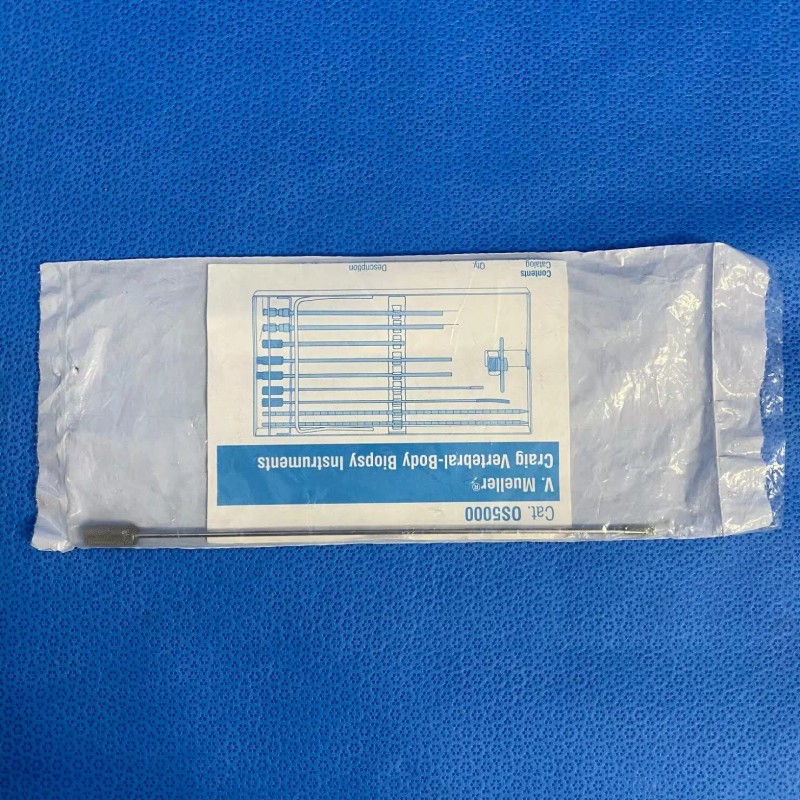 Cat. OS5000
V. Mueller®
Craig Vertebral-Body Biopsy Instruments
Contents
Catalog Qty. Description